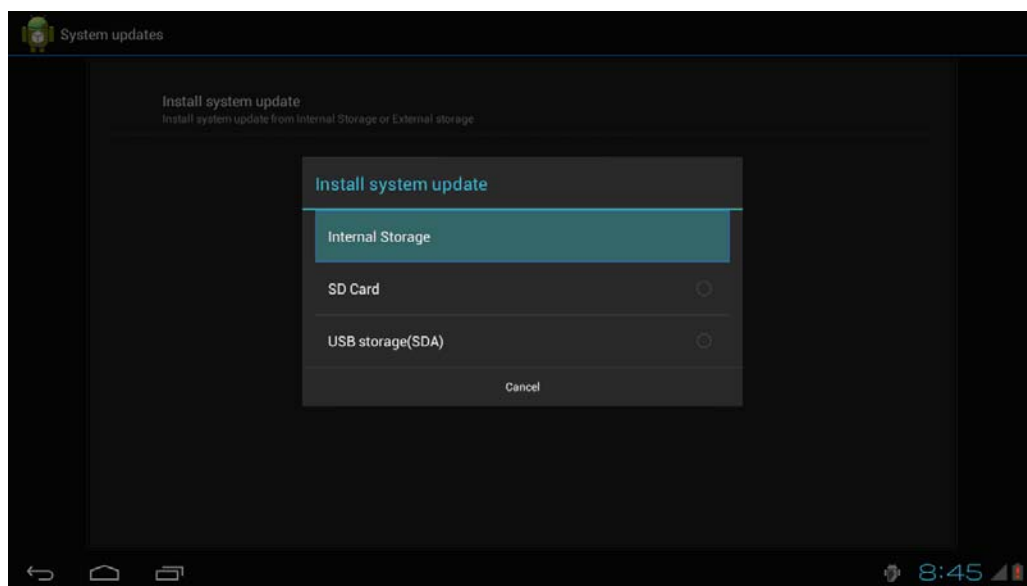 System updates
Install system update
Install system update from Internal Storage or External storage
Install system update
Internal Storage
SD Card
USB storage(SDA)
Cancel
8:45